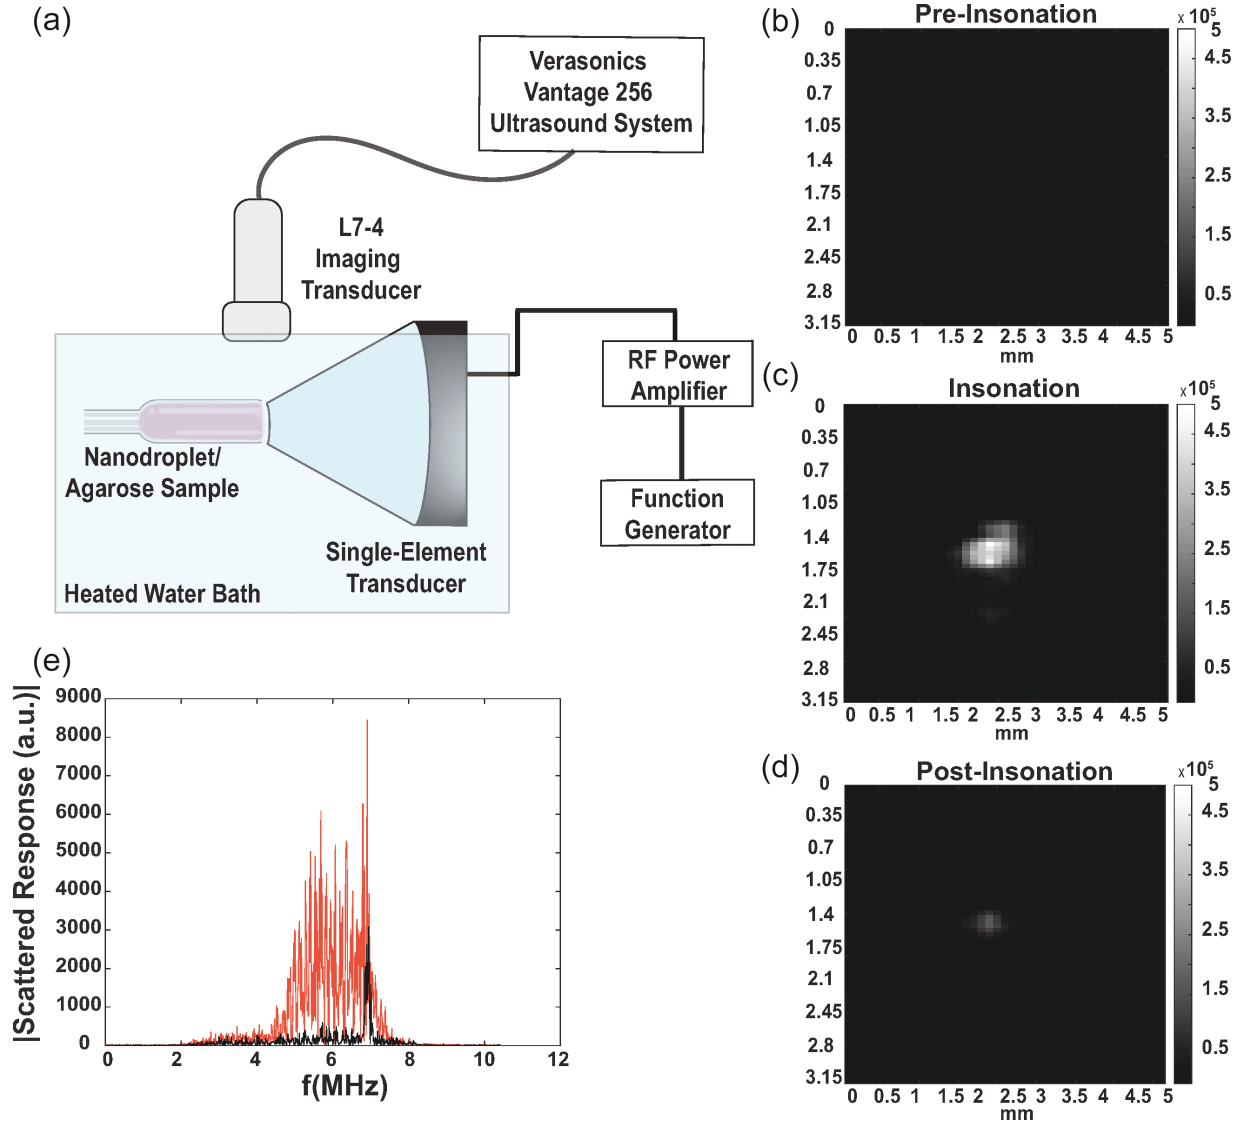 (a)
Verasonics
Vantage 256
Ultrasound System
L7-4
Imaging
Transducer
RF Power
Amplifier
Function
Generator
Nanodroplet/
Agarose Sample
Single-Element
Transducer
Heated Water Bath
(b)
Pre-Insonation
x 10⁵
0
0.35
0.7
1.05
1.4
1.75
2.1
2.45
2.8
3.15
0 0.5 1 1.5 2 2.5 3 3.5 4 4.5 5
mm
5
4.5
3.5
2.5
1.5
0.5
(c)
Insonation
x10⁵
0
0.35
0.7
1.05
1.4
1.75
2.1
2.45
2.8
3.15
0 0.5 1 1.5 2 2.5 3 3.5 4 4.5 5
mm
5
4.5
3.5
2.5
1.5
0.5
(d)
Post-Insonation
x10⁵
0
0.35
0.7
1.05
1.4
1.75
2.1
2.45
2.8
3.15
0 0.5 1 1.5 2 2.5 3 3.5 4 4.5 5
mm
5
4.5
3.5
2.5
1.5
0.5
(e)
|Scattered Response (a.u.)|
9000
8000
7000
6000
5000
4000
3000
2000
1000
0
0 2 4 6 8 10 12
f(MHz)